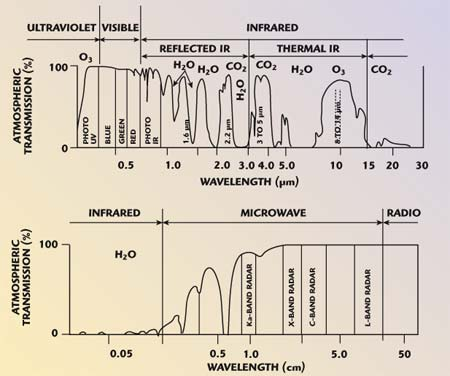 ULTRAVIOLET VISIBLE INFRARED
REFLECTED IR THERMAL IR
O₃ H₂O H₂O CO₂ H₂O CO₂ H₂O O₃ CO₂
ATMOSPHERIC
TRANSMISSION (%)
100
0
PHOTO
UV
BLUE
GREEN
RED
PHOTO
IR
1.6 µm
2.2 µm
3 TO 5 µm
8 TO 14 µm
0.5 1.0 2.0 3.0 4.0 5.0 10 15 20 30
WAVELENGTH (µm)
INFRARED MICROWAVE RADIO
ATMOSPHERIC
TRANSMISSION (%)
100
0
H₂O
Ka-BAND RADAR
X-BAND RADAR
C-BAND RADAR
L-BAND RADAR
0.05 0.5 1.0 5.0 50
WAVELENGTH (cm)